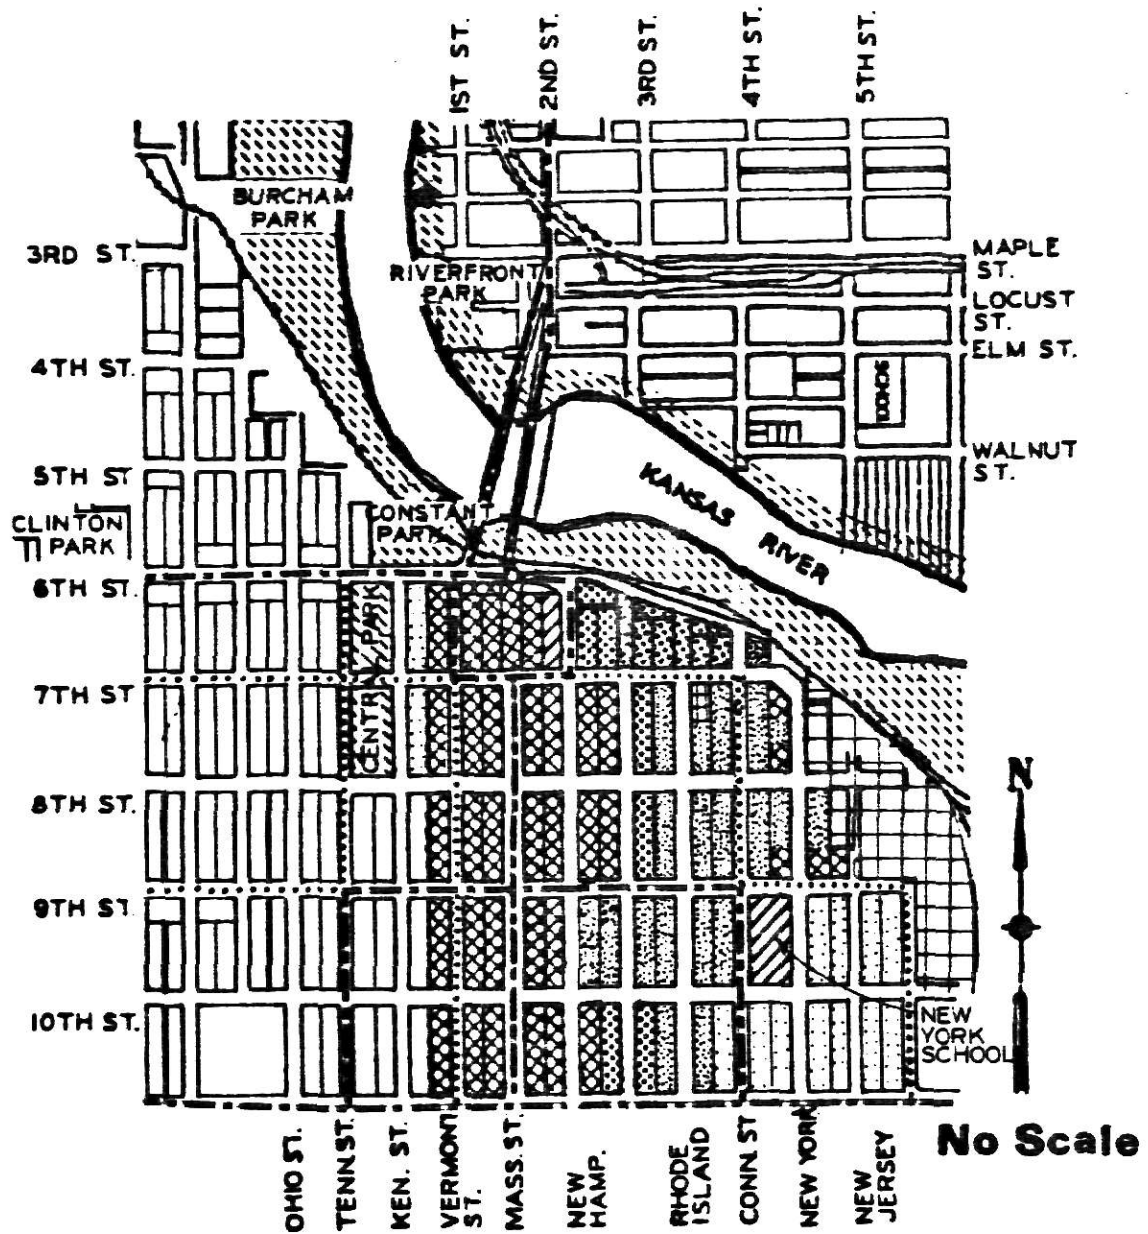 1ST ST.
2ND ST.
3RD ST.
4TH ST.
5TH ST.
BURCHAM
PARK
3RD ST.
RIVERFRONT
PARK
MAPLE
ST.
LOCUST
ST.
ELM ST.
4TH ST.
SCHOOL
WALNUT
ST.
5TH ST
KANSAS RIVER
CLINTON
PARK
CONSTANT
PARK
6TH ST.
CENTRAL PARK
7TH ST
8TH ST.
N
9TH ST.
10TH ST.
NEW
YORK
SCHOOL
No Scale
OHIO ST.
TENN. ST.
KEN. ST.
VERMONT
ST.
MASS. ST.
NEW
HAMP.
RHODE
ISLAND
CONN. ST
NEW YORK
NEW
JERSEY